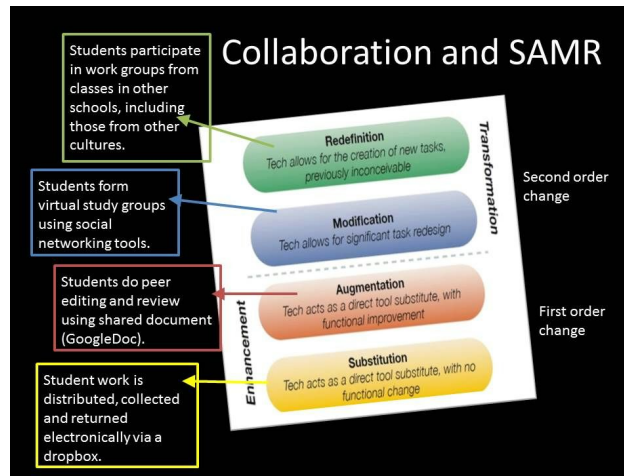 Collaboration and SAMR
Students participate
in work groups from
classes in other
schools, including
those from other
cultures.
Redefinition
Tech allows for the creation of new tasks,
previously inconceivable
Transformation
Second order
change
Students form
virtual study groups
using social
networking tools.
Modification
Tech allows for significant task redesign
Students do peer
editing and review
using shared document
(GoogleDoc).
Augmentation
Tech acts as a direct tool substitute, with
functional improvement
Enhancement
First order
change
Student work is
distributed, collected
and returned
electronically via a
dropbox.
Substitution
Tech acts as a direct tool substitute, with no
functional change